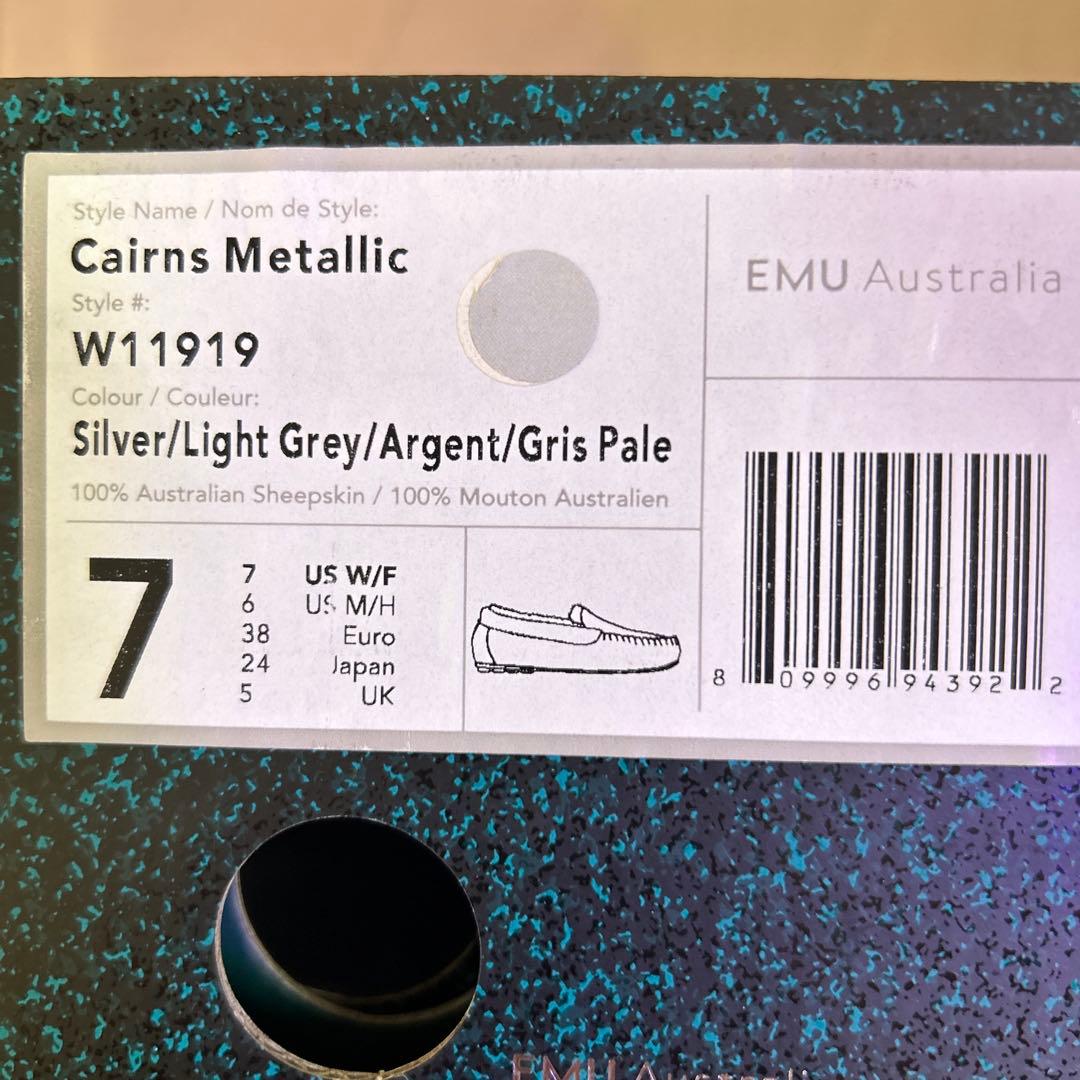 Style Name / Nom de Style:
Cairns Metallic
Style #:
W11919
Colour / Couleur:
Silver/Light Grey/Argent/Gris Pale
100% Australian Sheepskin / 100% Mouton Australien
7
7 US W/F
6 US M/H
38 Euro
24 Japan
5 UK
EMU Australia
8 09996 94392 2
EMU Australia